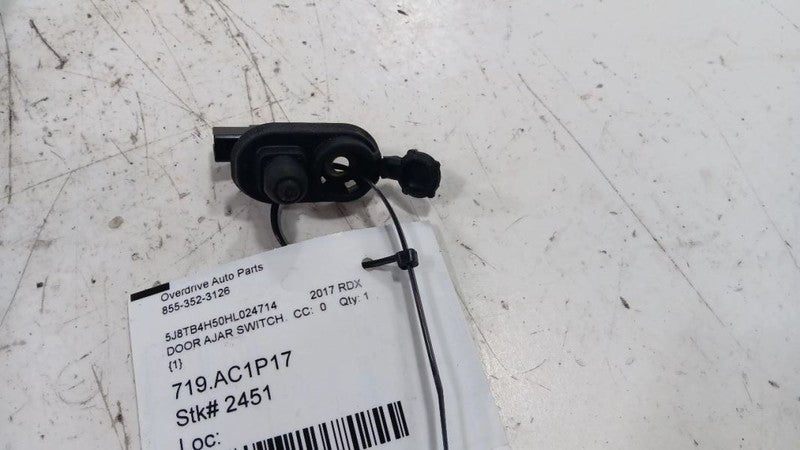 Overdrive Auto Parts
855-352-3126
5J8TB4H50HL024714 2017 RDX
DOOR AJAR SWITCH. CC: 0 Qty: 1
{1}
719.AC1P17
Stk# 2451
Loc: